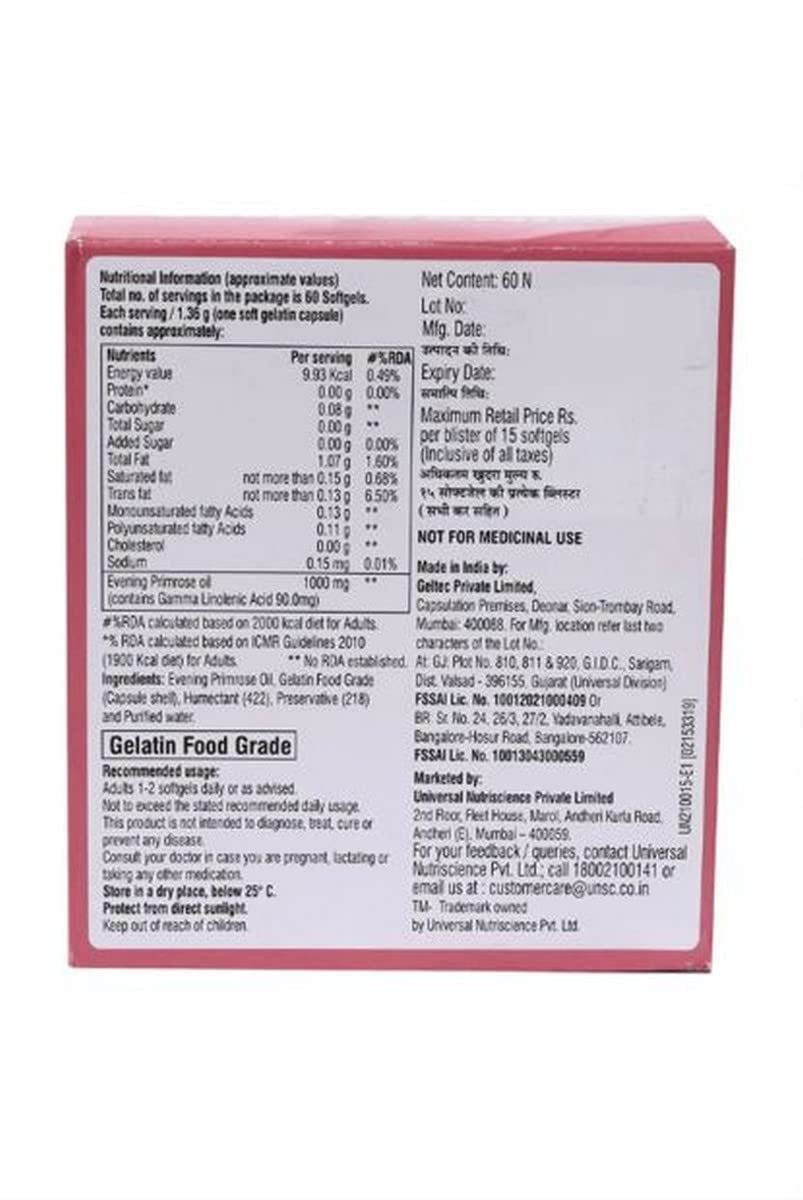 Nutritional Information (approximate values)
Total no. of servings in the package is 60 Softgels.
Each serving / 1.36 g (one soft gelatin capsule)
contains approximately:
Nutrients Per serving #%RDA
Energy value 9.93 Kcal 0.49%
Protein* 0.00 g 0.00%
Carbohydrate 0.08 g **
Total Sugar 0.00 g **
Added Sugar 0.00 g 0.00%
Total Fat 1.07 g 1.60%
Saturated fat not more than 0.15 g 0.68%
Trans fat not more than 0.13 g 6.50%
Monounsaturated fatty Acids 0.13 g **
Polyunsaturated fatty Acids 0.11 g **
Cholesterol 0.00 g **
Sodium 0.15 mg 0.01%
Evening Primrose oil 1000 mg **
(contains Gamma Linolenic Acid 90.0mg)
#%RDA calculated based on 2000 kcal diet for Adults.
*% RDA calculated based on ICMR Guidelines 2010
(1900 Kcal diet) for Adults. ** No RDA established.
Ingredients: Evening Primrose Oil, Gelatin Food Grade
(Capsule shell), Humectant (422), Preservative (218)
and Purified water.
Gelatin Food Grade
Recommended usage:
Adults 1-2 softgels daily or as advised.
Not to exceed the stated recommended daily usage.
This product is not intended to diagnose, treat, cure or
prevent any disease.
Consult your doctor in case you are pregnant, lactating or
taking any other medication.
Store in a dry place, below 25° C.
Protect from direct sunlight.
Keep out of reach of children.
Net Content: 60 N
Lot No:
Mfg. Date:
उत्पादन की तिथि:
Expiry Date:
समाप्ति तिथि:
Maximum Retail Price Rs.
per blister of 15 softgels
(Inclusive of all taxes)
अधिकतम खुदरा मूल्य रु.
१५ सोफ्टजेल की प्रत्येक ब्लिस्टर
( सभी कर सहित )
NOT FOR MEDICINAL USE
Made in India by:
Geltec Private Limited,
Capsulation Premises, Deonar, Sion-Trombay Road,
Mumbai: 400088. For Mfg. location refer last two
characters of the Lot No.:
At: GJ: Plot No. 810, 811 & 920, G.I.D.C., Sarigam,
Dist. Valsad - 396155, Gujarat (Universal Division)
FSSAI Lic. No. 10012021000409 Or
BR: Sr. No. 24, 26/3, 27/2, Yadavanahalli, Attibele,
Bangalore-Hosur Road, Bangalore-562107.
FSSAI Lic. No. 10013043000559
Marketed by:
Universal Nutriscience Private Limited
2nd Floor, Fleet House, Marol, Andheri Kurla Road,
Andheri (E), Mumbai – 400059.
For your feedback / queries, contact Universal
Nutriscience Pvt. Ltd.; call 18002100141 or
email us at : customercare@unsc.co.in
TM- Trademark owned
by Universal Nutriscience Pvt. Ltd.
UN210015-E1 [02153319]